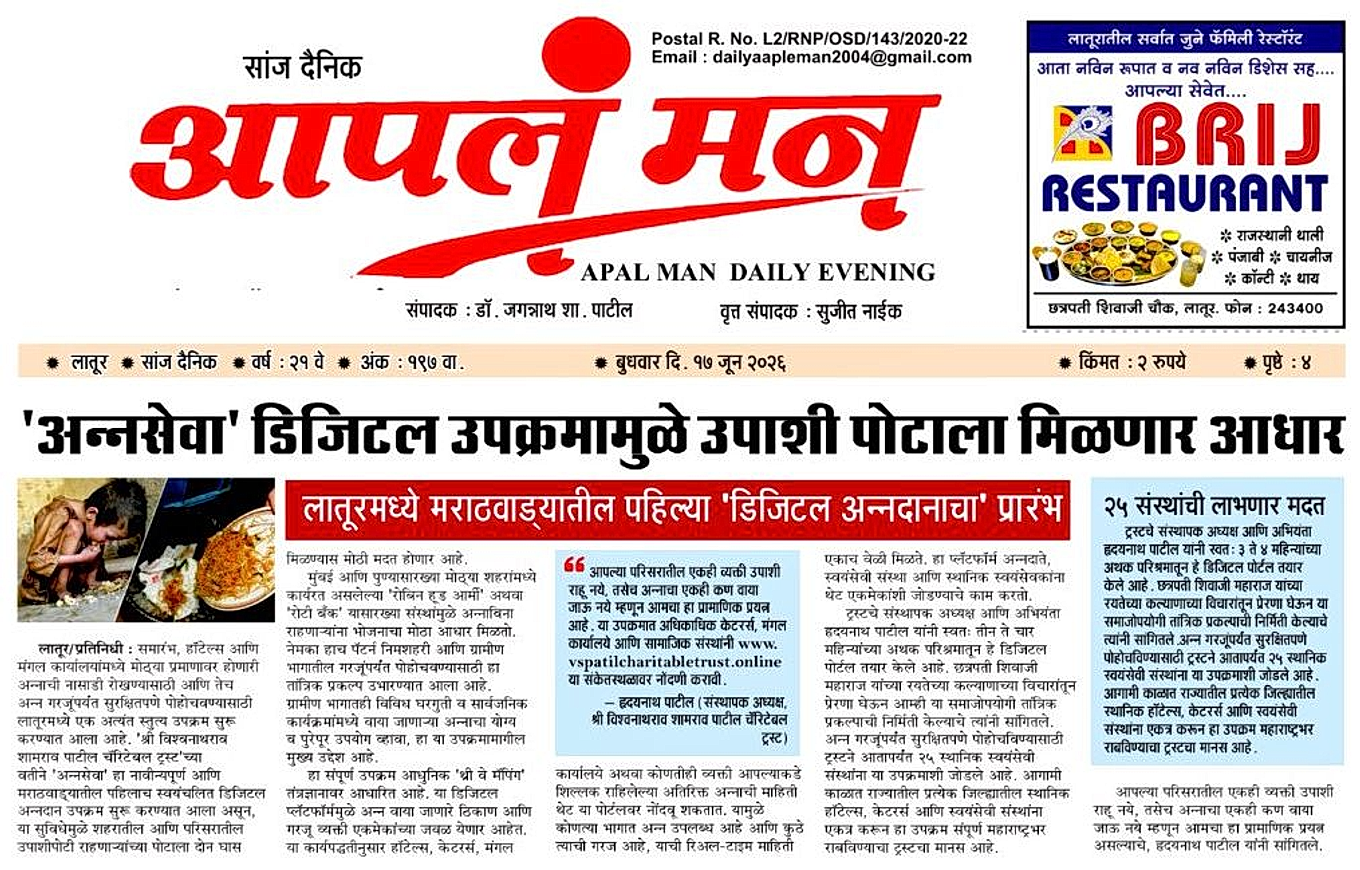 सांज दैनिक
आपलं मन
APAL MAN DAILY EVENING
Postal R. No. L2/RNP/OSD/143/2020-22
Email : dailyaapleman2004@gmail.com
संपादक : डॉ. जगन्नाथ शा. पाटील
वृत्त संपादक : सुजीत नाईक
लातूरातील सर्वात जुने फॅमिली रेस्टॉरंट
आता नविन रूपात व नव नविन डिशेस सह....
आपल्या सेवेत....
BRIJ
RESTAURANT
❇ राजस्थानी थाली
❇ पंजाबी ❇ चायनीज
❇ कॉन्टी ❇ थाय
छत्रपती शिवाजी चौक, लातूर. फोन : 243400
✹ लातूर ✹ सांज दैनिक ✹ वर्ष : २१ वे ✹ अंक : १९७ वा. ✹ बुधवार दि. १७ जून २०२६ ✹ किंमत : २ रुपये ✹ पृष्ठे : ४
'अन्नसेवा' डिजिटल उपक्रमामुळे उपाशी पोटाला मिळणार आधार
लातूरमध्ये मराठवाड्यातील पहिल्या 'डिजिटल अन्नदानाचा' प्रारंभ
लातूर/प्रतिनिधी : समारंभ, हॉटेल्स आणि
मंगल कार्यालयांमध्ये मोठ्या प्रमाणावर होणारी
अन्नाची नासाडी रोखण्यासाठी आणि तेच
अन्न गरजूंपर्यंत सुरक्षितपणे पोहोचवण्यासाठी
लातूरमध्ये एक अत्यंत स्तुत्य उपक्रम सुरू
करण्यात आला आहे. 'श्री विश्वनाथराव
शामराव पाटील चॅरिटेबल ट्रस्ट'च्या
वतीने 'अन्नसेवा' हा नावीन्यपूर्ण आणि
मराठवाड्यातील पहिलाच स्वयंचलित डिजिटल
अन्नदान उपक्रम सुरू करण्यात आला असून,
या सुविधेमुळे शहरातील आणि परिसरातील
उपाशीपोटी राहणाऱ्यांच्या पोटाला दोन घास
मिळण्यास मोठी मदत होणार आहे.
मुंबई आणि पुण्यासारख्या मोठ्या शहरांमध्ये
कार्यरत असलेल्या 'रोबिन हूड आर्मी' अथवा
'रोटी बँक' यासारख्या संस्थांमुळे अन्नाविना
राहणाऱ्यांना भोजनाचा मोठा आधार मिळतो.
नेमका हाच पॅटर्न निमशहरी आणि ग्रामीण
भागातील गरजूंपर्यंत पोहोचवण्यासाठी हा
तांत्रिक प्रकल्प उभारण्यात आला आहे.
ग्रामीण भागातही विविध घरगुती व सार्वजनिक
कार्यक्रमांमध्ये वाया जाणाऱ्या अन्नाचा योग्य
व पुरेपूर उपयोग व्हावा, हा या उपक्रमामागील
मुख्य उद्देश आहे.
हा संपूर्ण उपक्रम आधुनिक 'थ्री वे मॅपिंग'
तंत्रज्ञानावर आधारित आहे. या डिजिटल
प्लॅटफॉर्ममुळे अन्न वाया जाणारे ठिकाण आणि
गरजू व्यक्ती एकमेकांच्या जवळ येणार आहेत.
या कार्यपद्धतीनुसार हॉटेल्स, केटरर्स, मंगल
“ आपल्या परिसरातील एकही व्यक्ती उपाशी
राहू नये, तसेच अन्नाचा एकही कण वाया
जाऊ नये म्हणून आमचा हा प्रामाणिक प्रयत्न
आहे. या उपक्रमात अधिकाधिक केटरर्स, मंगल
कार्यालये आणि सामाजिक संस्थांनी www.
vspatilcharitabletrust.online
या संकेतस्थळावर नोंदणी करावी.
– हृदयनाथ पाटील (संस्थापक अध्यक्ष,
श्री विश्वनाथराव शामराव पाटील चॅरिटेबल
ट्रस्ट)
कार्यालये अथवा कोणतीही व्यक्ती आपल्याकडे
शिल्लक राहिलेल्या अतिरिक्त अन्नाची माहिती
थेट या पोर्टलवर नोंदवू शकतात. यामुळे
कोणत्या भागात अन्न उपलब्ध आहे आणि कुठे
त्याची गरज आहे, याची रिअल-टाइम माहिती
एकाच वेळी मिळते. हा प्लॅटफॉर्म अन्नदाते,
स्वयंसेवी संस्था आणि स्थानिक स्वयंसेवकांना
थेट एकमेकांशी जोडण्याचे काम करतो.
ट्रस्टचे संस्थापक अध्यक्ष आणि अभियंता
हृदयनाथ पाटील यांनी स्वतः तीन ते चार
महिन्यांच्या अथक परिश्रमातून हे डिजिटल
पोर्टल तयार केले आहे. छत्रपती शिवाजी
महाराज यांच्या रयतेच्या कल्याणाच्या विचारांतून
प्रेरणा घेऊन आम्ही या समाजोपयोगी तांत्रिक
प्रकल्पाची निर्मिती केल्याचे त्यांनी सांगितले.
अन्न गरजूंपर्यंत सुरक्षितपणे पोहोचविण्यासाठी
ट्रस्टने आतापर्यंत २५ स्थानिक स्वयंसेवी
संस्थांना या उपक्रमाशी जोडले आहे. आगामी
काळात राज्यातील प्रत्येक जिल्ह्यातील स्थानिक
हॉटेल्स, केटरर्स आणि स्वयंसेवी संस्थांना
एकत्र करून हा उपक्रम संपूर्ण महाराष्ट्रभर
राबविण्याचा ट्रस्टचा मानस आहे.
२५ संस्थांची लाभणार मदत
ट्रस्टचे संस्थापक अध्यक्ष आणि अभियंता
हृदयनाथ पाटील यांनी स्वतः ३ ते ४ महिन्यांच्या
अथक परिश्रमातून हे डिजिटल पोर्टल तयार
केले आहे. छत्रपती शिवाजी महाराज यांच्या
रयतेच्या कल्याणाच्या विचारांतून प्रेरणा घेऊन या
समाजोपयोगी तांत्रिक प्रकल्पाची निर्मिती केल्याचे
त्यांनी सांगितले.अन्न गरजूंपर्यंत सुरक्षितपणे
पोहोचविण्यासाठी ट्रस्टने आतापर्यंत २५ स्थानिक
स्वयंसेवी संस्थांना या उपक्रमाशी जोडले आहे.
आगामी काळात राज्यातील प्रत्येक जिल्ह्यातील
स्थानिक हॉटेल्स, केटरर्स आणि स्वयंसेवी
संस्थांना एकत्र करून हा उपक्रम महाराष्ट्रभर
राबविण्याचा ट्रस्टचा मानस आहे.
आपल्या परिसरातील एकही व्यक्ती उपाशी
राहू नये, तसेच अन्नाचा एकही कण वाया
जाऊ नये म्हणून आमचा हा प्रामाणिक प्रयत्न
असल्याचे, हृदयनाथ पाटील यांनी सांगितले.